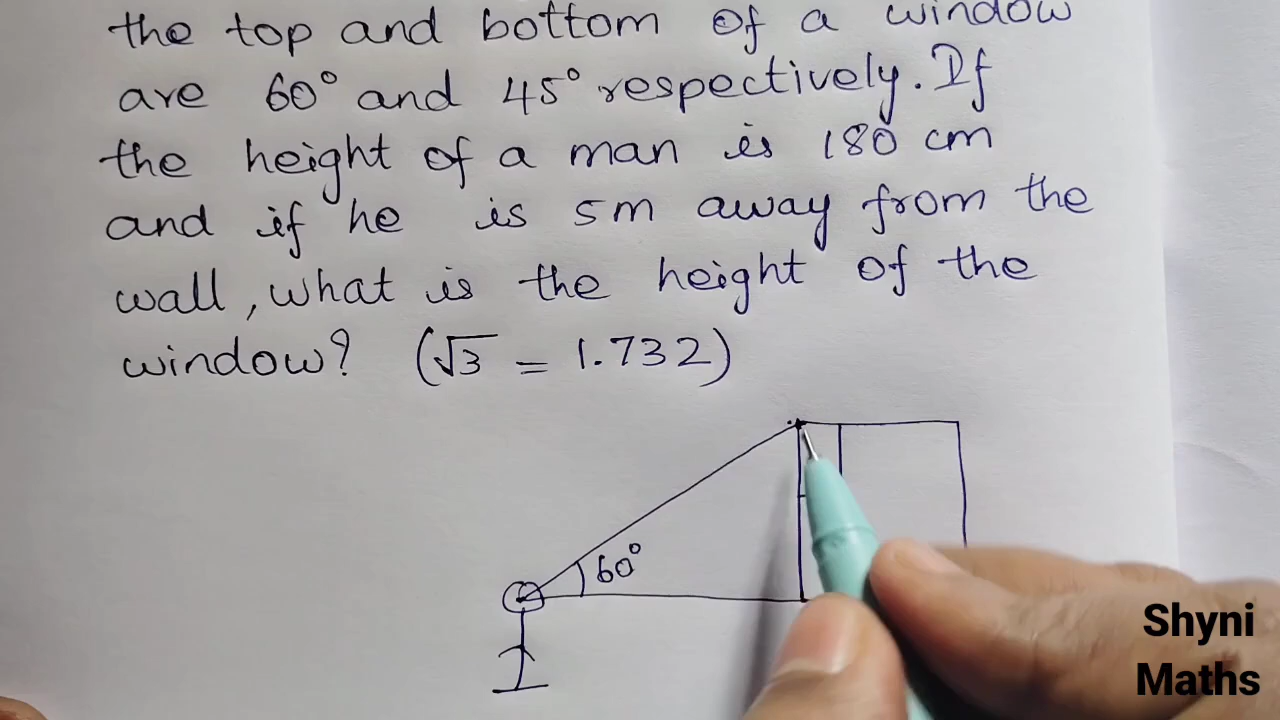 the top and bottom of a window
are 60° and 45° respectively. If
the height of a man is 180 cm
and if he is 5m away from the
wall, what is the height of the
window? (√3 = 1.732)
60°
Shyni
Maths